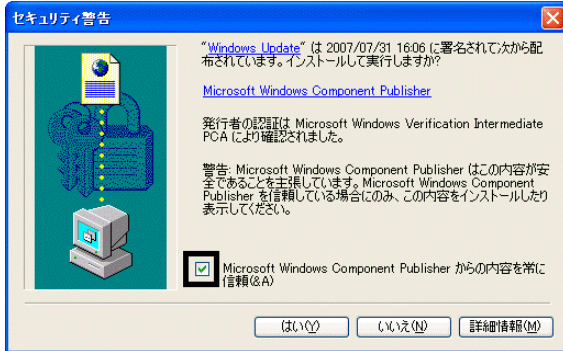 セキュリティ警告
"Windows Update" は 2007/07/31 16:06 に署名されて次から配
布されています。インストールして実行しますか?
Microsoft Windows Component Publisher
発行者の認証は Microsoft Windows Verification Intermediate
PCA により確認されました。
警告: Microsoft Windows Component Publisher はこの内容が安
全であることを主張しています。Microsoft Windows Component
Publisher を信頼している場合にのみ、この内容をインストールしたり
表示してください。
Microsoft Windows Component Publisher からの内容を常に
信頼(&A)
はい(Y) いいえ(N) 詳細情報(M)